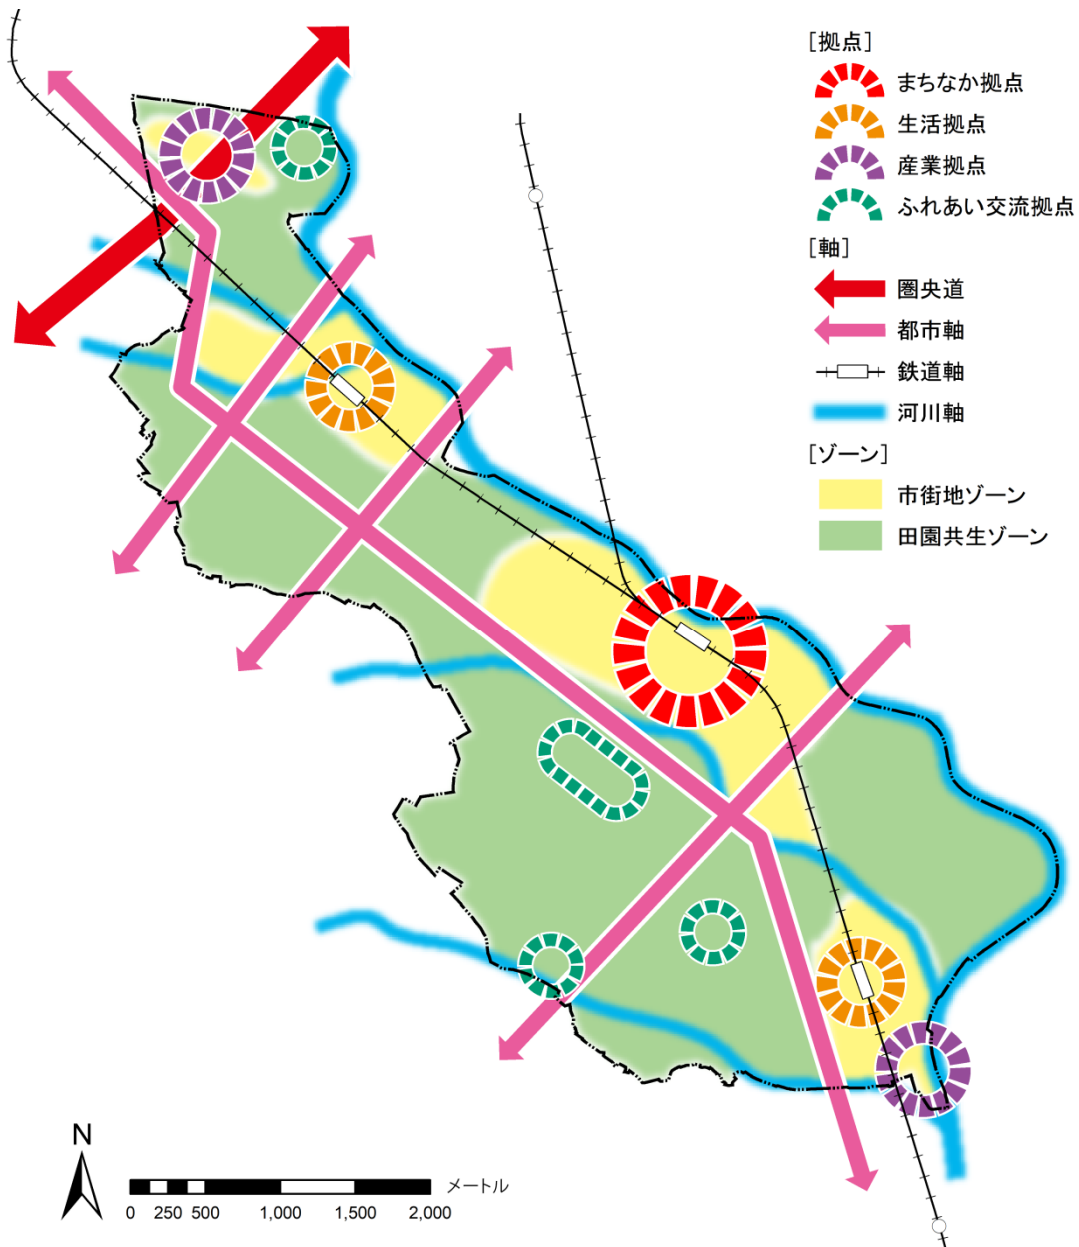 ［拠点］
まちなか拠点
生活拠点
産業拠点
ふれあい交流拠点
［軸］
圏央道
都市軸
鉄道軸
河川軸
［ゾーン］
市街地ゾーン
田園共生ゾーン
N
メートル
0 250 500 1,000 1,500 2,000